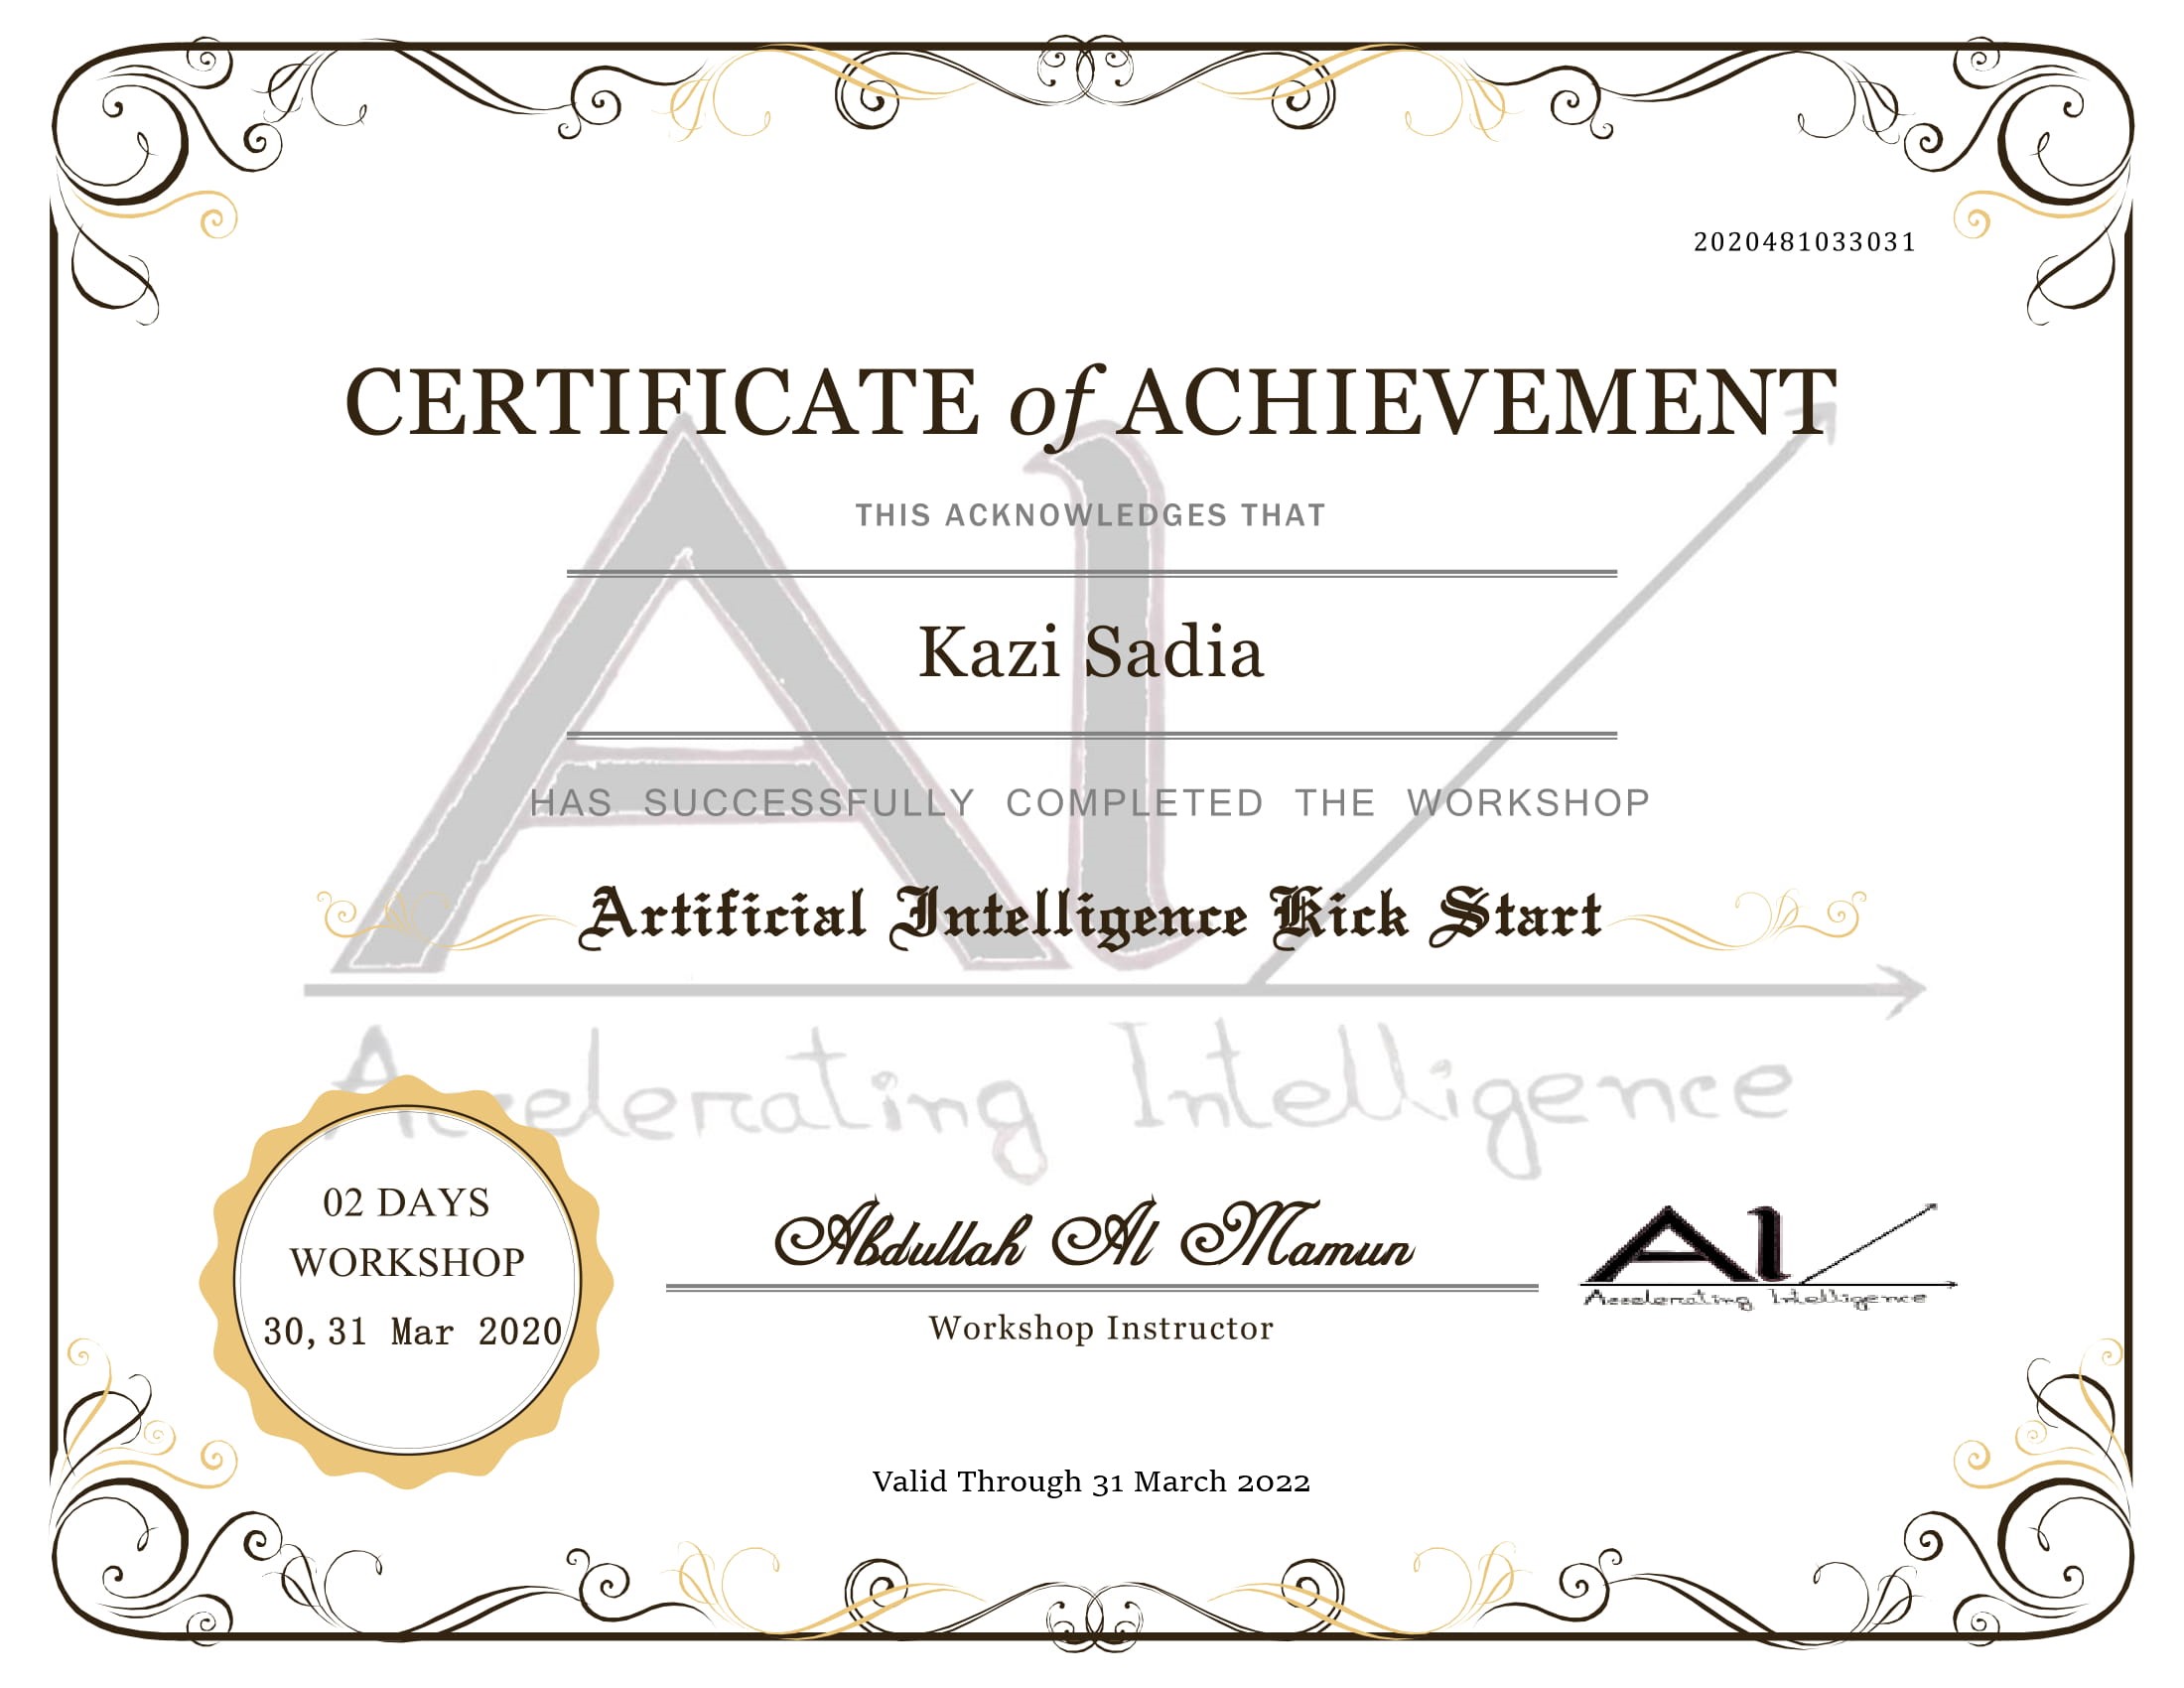 2020481033031
CERTIFICATE of ACHIEVEMENT
THIS ACKNOWLEDGES THAT
Kazi Sadia
HAS SUCCESSFULLY COMPLETED THE WORKSHOP
Artificial Intelligence Kick Start
AI
Accelerating Intelligence
02 DAYS
WORKSHOP
30,31 Mar 2020
Abdullah Al Mamun
Workshop Instructor
AI
Accelerating Intelligence
Valid Through 31 March 2022